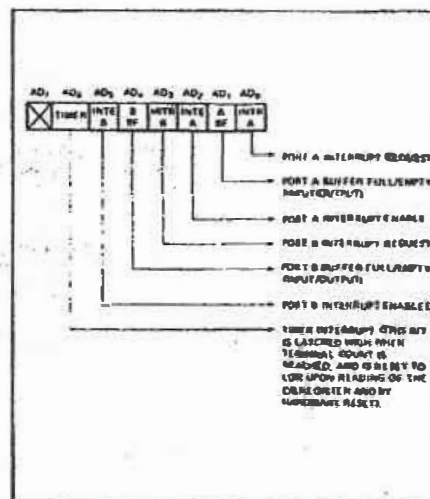 AD₇ AD₆ AD₅ AD₄ AD₃ AD₂ AD₁ AD₀
TIMER INTE B B BF INTR B INTE A A BF INTR A
PORT A INTERRUPT REQUEST
PORT A BUFFER FULL/EMPTY
(INPUT/OUTPUT)
PORT A INTERRUPT ENABLE
PORT B INTERRUPT REQUEST
PORT B BUFFER FULL/EMPTY
(INPUT/OUTPUT)
PORT B INTERRUPT ENABLED
TIMER INTERRUPT (THIS BIT
IS LATCHED HIGH WHEN
TERMINAL COUNT IS
REACHED, AND IS RESET TO
LOW UPON READING OF THE
AND BY
HARDWARE RESET).